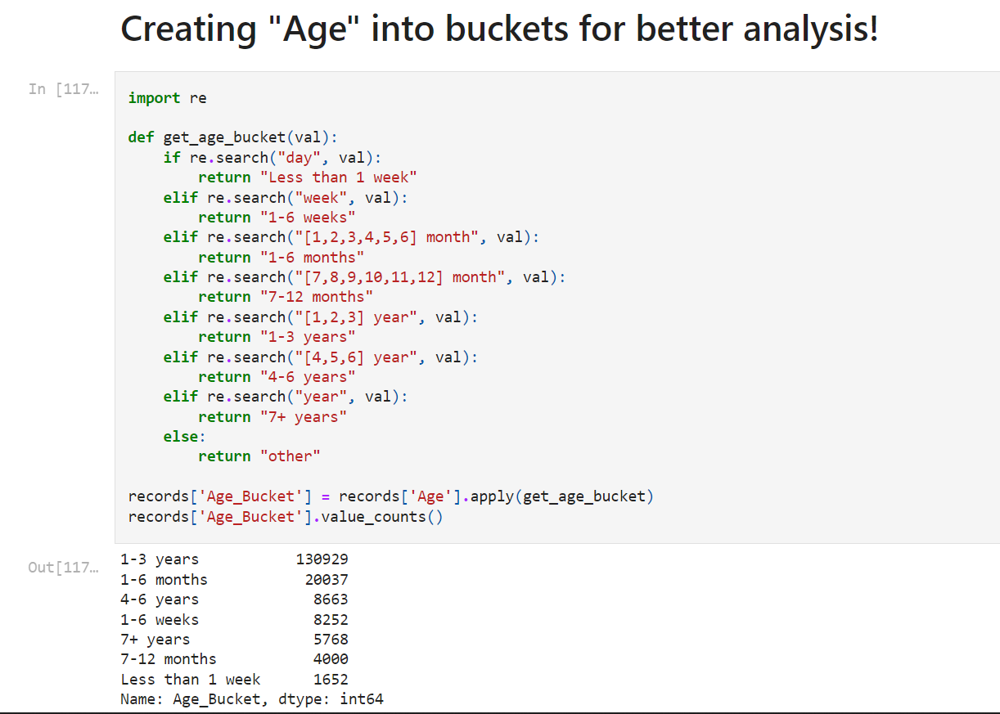 Creating "Age" into buckets for better analysis!
In [117…
import re
def get_age_bucket(val):
    if re.search("day", val):
        return "Less than 1 week"
    elif re.search("week", val):
        return "1-6 weeks"
    elif re.search("[1,2,3,4,5,6] month", val):
        return "1-6 months"
    elif re.search("[7,8,9,10,11,12] month", val):
        return "7-12 months"
    elif re.search("[1,2,3] year", val):
        return "1-3 years"
    elif re.search("[4,5,6] year", val):
        return "4-6 years"
    elif re.search("year", val):
        return "7+ years"
    else:
        return "other"
records['Age_Bucket'] = records['Age'].apply(get_age_bucket)
records['Age_Bucket'].value_counts()
Out[117…
1-3 years           130929
1-6 months           20037
4-6 years             8663
1-6 weeks             8252
7+ years              5768
7-12 months           4000
Less than 1 week      1652
Name: Age_Bucket, dtype: int64